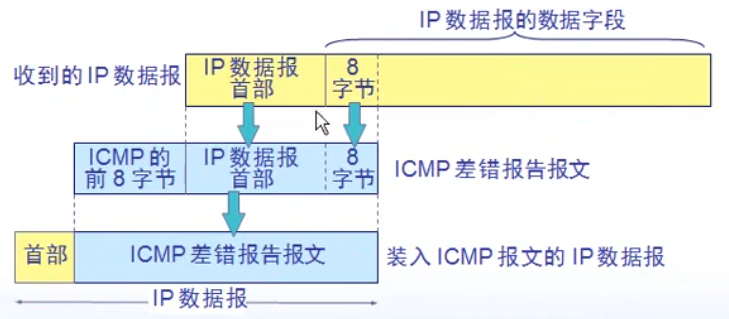 IP 数据报的数据字段
收到的 IP 数据报
IP 数据报
首部
8
字节
ICMP 的
前 8 字节
IP 数据报
首部
8
字节
ICMP 差错报告报文
首部
ICMP 差错报告报文
装入 ICMP 报文的 IP 数据报
IP 数据报